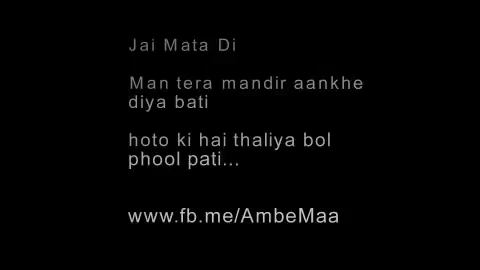 Jai Mata Di
Man tera mandir aankhe
diya bati
hoto ki hai thaliya bol
phool pati...
www.fb.me/AmbeMaa